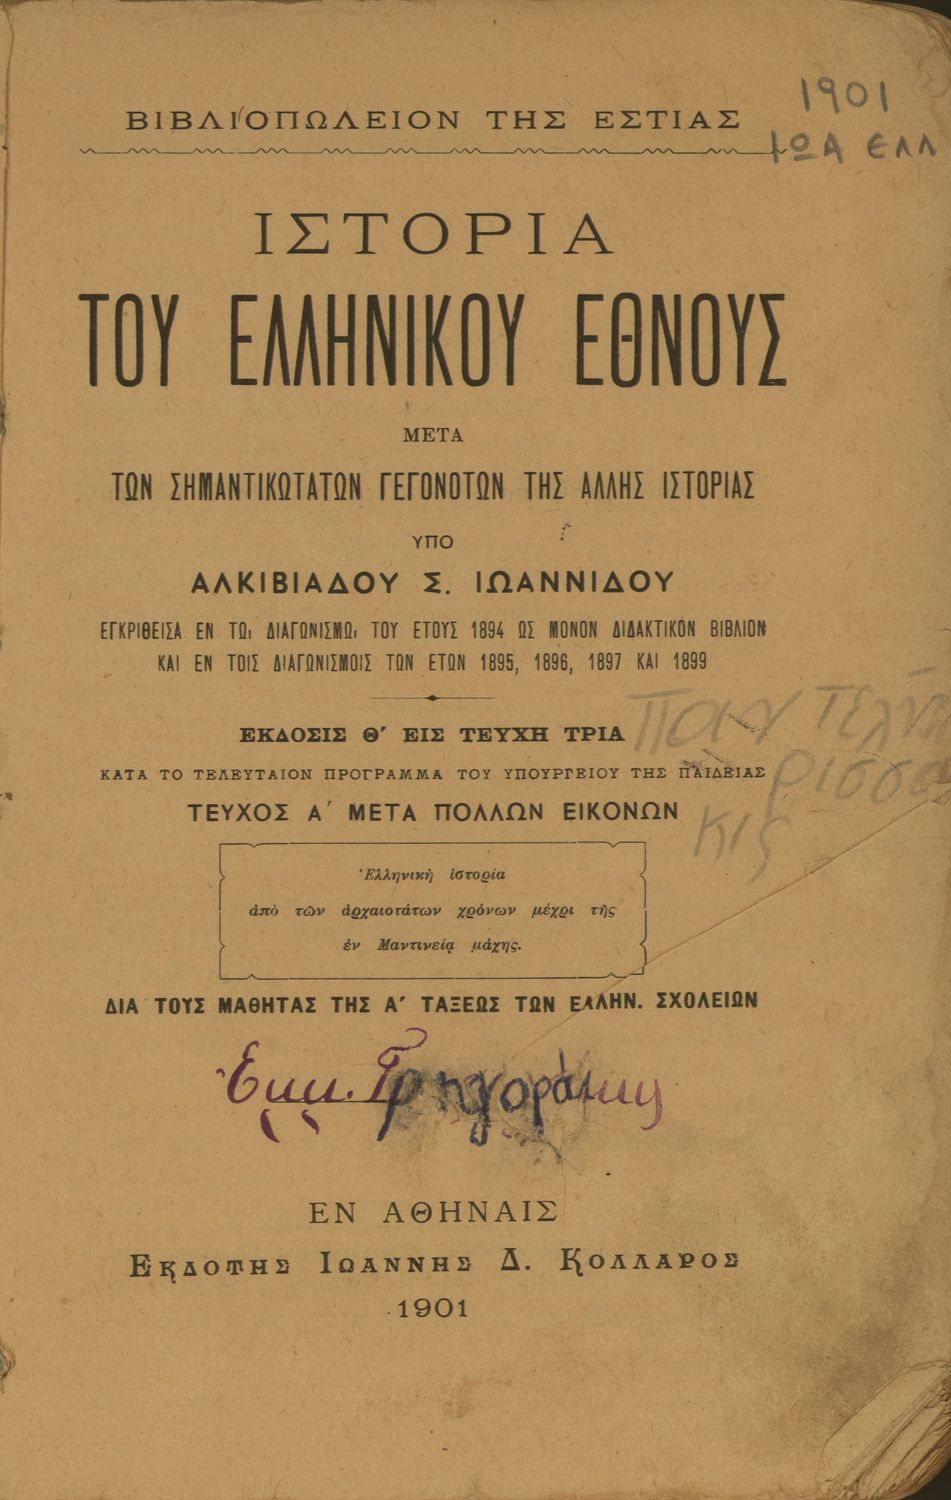 ΒΙΒΛΙΟΠΩΛΕΙΟΝ ΤΗΣ ΕΣΤΙΑΣ
1901
ΙΩΑ ΕΛΛ
ΙΣΤΟΡΙΑ
ΤΟΥ ΕΛΛΗΝΙΚΟΥ ΕΘΝΟΥΣ
ΜΕΤΑ
ΤΩΝ ΣΗΜΑΝΤΙΚΩΤΑΤΩΝ ΓΕΓΟΝΟΤΩΝ ΤΗΣ ΑΛΛΗΣ ΙΣΤΟΡΙΑΣ
ΥΠΟ
ΑΛΚΙΒΙΑΔΟΥ Σ. ΙΩΑΝΝΙΔΟΥ
ΕΓΚΡΙΘΕΙΣΑ ΕΝ ΤΩι ΔΙΑΓΩΝΙΣΜΩι ΤΟΥ ΕΤΟΥΣ 1894 ΩΣ ΜΟΝΟΝ ΔΙΔΑΚΤΙΚΟΝ ΒΙΒΛΙΟΝ
ΚΑΙ ΕΝ ΤΟΙΣ ΔΙΑΓΩΝΙΣΜΟΙΣ ΤΩΝ ΕΤΩΝ 1895, 1896, 1897 ΚΑΙ 1899
ΕΚΔΟΣΙΣ Θ΄ ΕΙΣ ΤΕΥΧΗ ΤΡΙΑ
ΚΑΤΑ ΤΟ ΤΕΛΕΥΤΑΙΟΝ ΠΡΟΓΡΑΜΜΑ ΤΟΥ ΥΠΟΥΡΓΕΙΟΥ ΤΗΣ ΠΑΙΔΕΙΑΣ
ΤΕΥΧΟΣ Α΄ ΜΕΤΑ ΠΟΛΛΩΝ ΕΙΚΟΝΩΝ
Ἑλληνικὴ ἱστορία
ἀπὸ τῶν ἀρχαιοτάτων χρόνων μέχρι τῆς
ἐν Μαντινείᾳ μάχης.
ΔΙΑ ΤΟΥΣ ΜΑΘΗΤΑΣ ΤΗΣ Α΄ ΤΑΞΕΩΣ ΤΩΝ ΕΛΛΗΝ. ΣΧΟΛΕΙΩΝ
Γρηγοράκης
ΕΝ ΑΘΗΝΑΙΣ
ΕΚΔΟΤΗΣ ΙΩΑΝΝΗΣ Δ. ΚΟΛΛΑΡΟΣ
1901